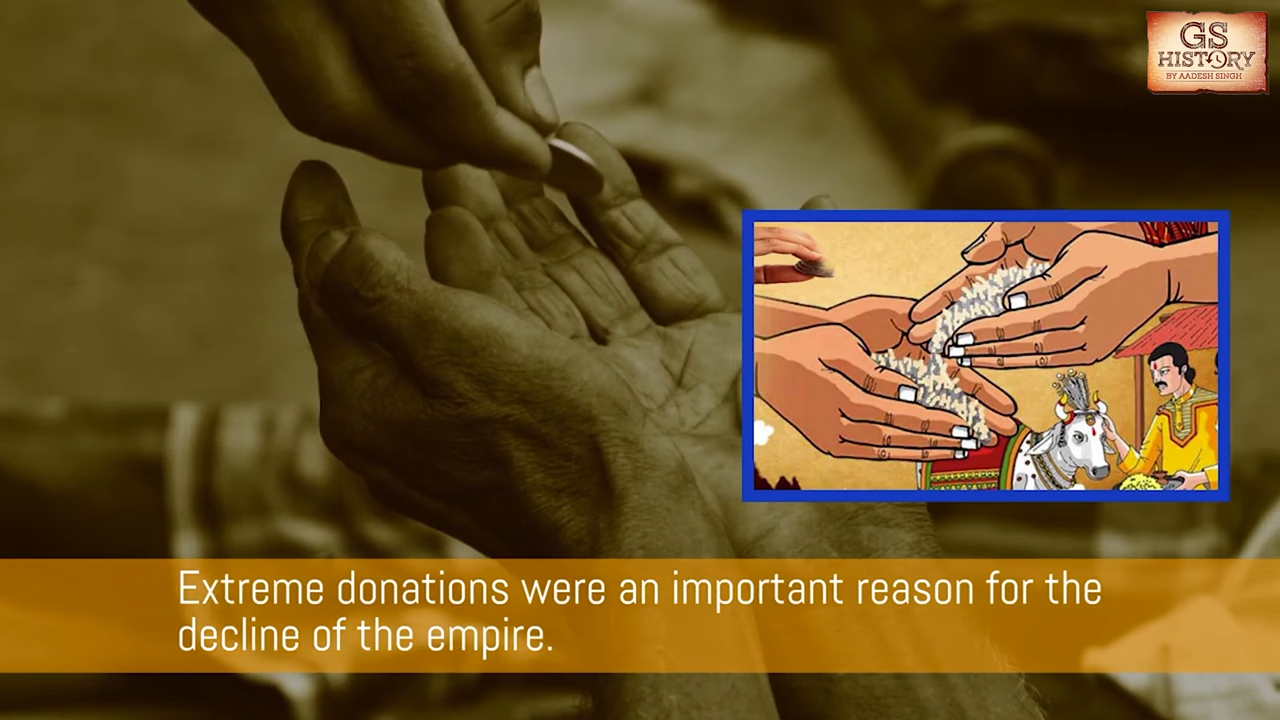 GS
HISTORY
BY AADESH SINGH
Extreme donations were an important reason for the
decline of the empire.